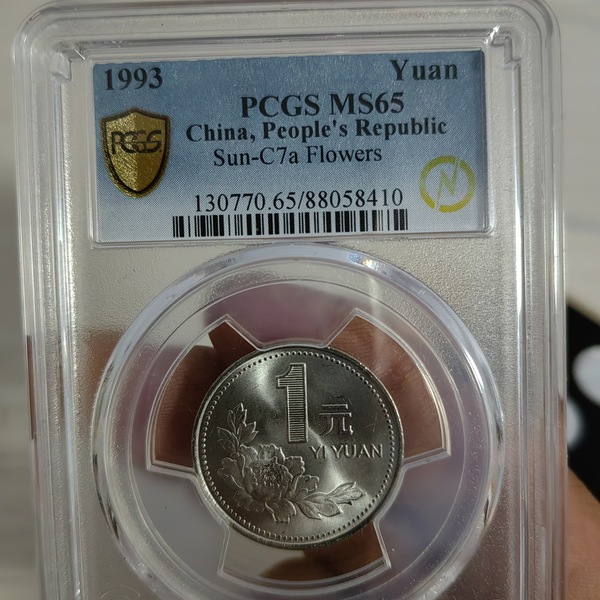 1993 Yuan
PCGS MS65
China, People's Republic
Sun-C7a Flowers
PCGS
130770.65/88058410
N
1元
YI YUAN